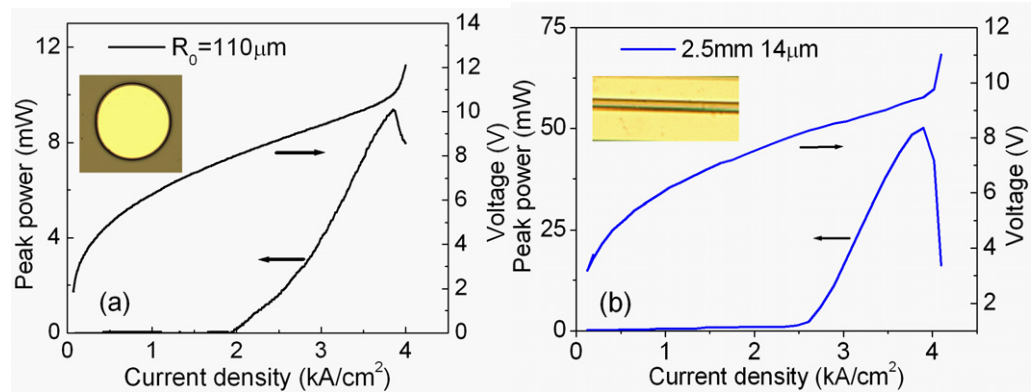 R₀=110μm
Peak power (mW)
12
8
4
0
14
12
10
8
6
4
2
0
Voltage (V)
(a)
0 1 2 3 4
Current density (kA/cm²)
2.5mm 14μm
Peak power (mW)
75
50
25
0
12
10
8
6
4
2
Voltage (V)
(b)
0 1 2 3 4
Current density (kA/cm²)